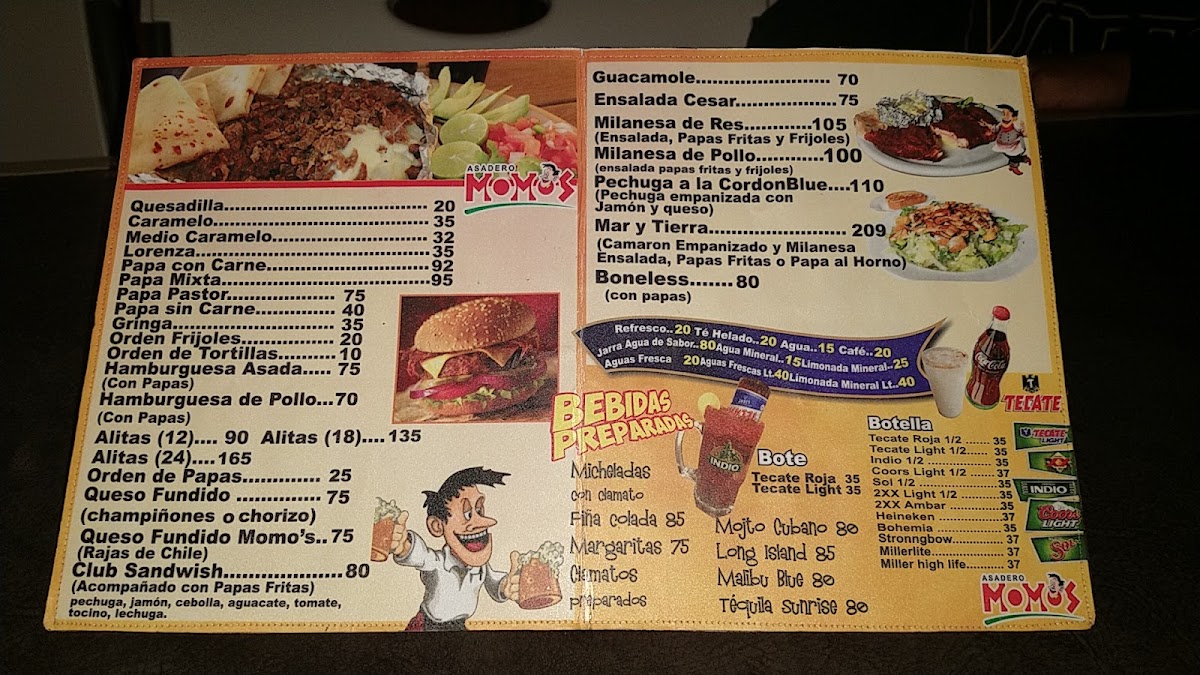 ASADERO
MOMO'S
Quesadilla.......... 20
Caramelo.......... 35
Medio Caramelo.......... 32
Lorenza.......... 35
Papa con Carne.......... 92
Papa Mixta.......... 95
Papa Pastor.......... 75
Papa sin Carne.......... 40
Gringa.......... 35
Orden Frijoles.......... 20
Orden de Tortillas.......... 10
Hamburguesa Asada..... 75
(Con Papas)
Hamburguesa de Pollo...70
(Con Papas)
Alitas (12).... 90 Alitas (18)....135
Alitas (24)....165
Orden de Papas............ 25
Queso Fundido .............. 75
(champiñones o chorizo)
Queso Fundido Momo's..75
(Rajas de Chile)
Club Sandwish.................... 80
(Acompañado con Papas Fritas)
pechuga, jamón, cebolla, aguacate, tomate,
tocino, lechuga.
Guacamole.......................... 70
Ensalada Cesar....................75
Milanesa de Res............105
(Ensalada, Papas Fritas y Frijoles)
Milanesa de Pollo............100
(ensalada papas fritas y frijoles)
Pechuga a la CordonBlue....110
(Pechuga empanizada con
Jamón y queso)
Mar y Tierra.......................... 209
(Camaron Empanizado y Milanesa
Ensalada, Papas Fritas o Papa al Horno)
Boneless........80
(con papas)
Refresco..20 Té Helado..20 Agua..15 Café..20
Jarra Agua de Sabor..80 Agua Mineral..15 Limonada Mineral..25
Aguas Fresca 20 Aguas Frescas Lt.40 Limonada Mineral Lt..40
Coca-Cola
TECATE
BEBIDAS
PREPARADAS
INDIO
Micheladas
con clamato
Piña colada 85
Margaritas 75
Clamatos
preparados
Bote
Tecate Roja 35
Tecate Light 35
Mojto Cubano 80
Long Island 85
Malibu Blue 80
Téquila Sunrise 80
Botella
Tecate Roja 1/2 ........ 35
Tecate Light 1/2...... 35
Indio 1/2 .................. 35
Coors Light 1/2 ........ 37
Sol 1/2 ...................... 35
2XX Light 1/2 ........... 35
2XX Ambar ...............35
Heineken ................. 37
Bohemia ................... 35
Stronngbow.............. 37
Millerlite................... 37
Miller high life........... 37
TECATE
LIGHT
INDIO
Coors
LIGHT
Sol
ASADERO
MOMO'S